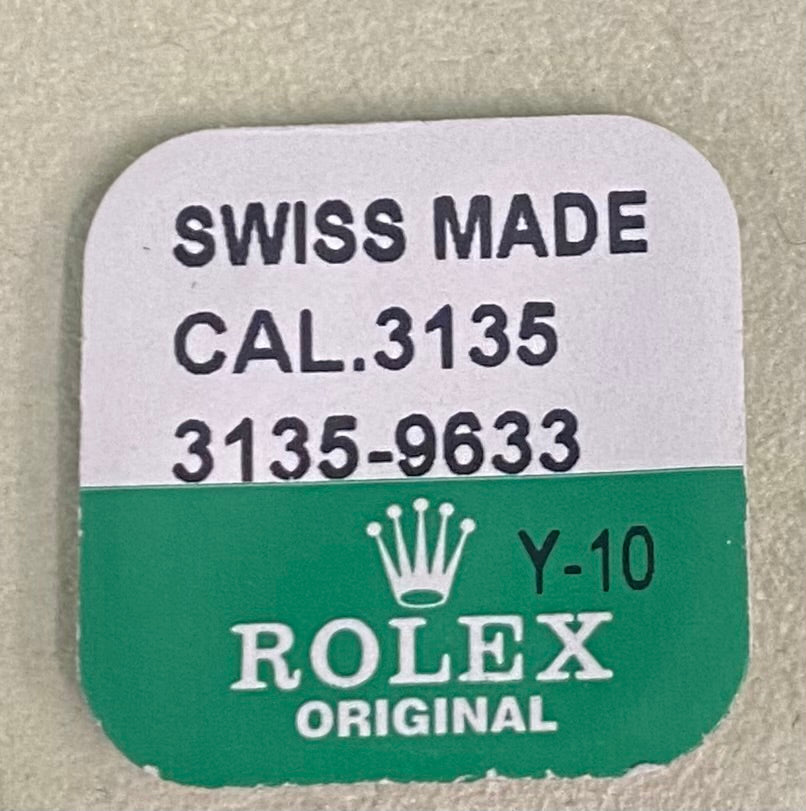 SWISS MADE
CAL.3135
3135-9633
Y-10
ROLEX
ORIGINAL